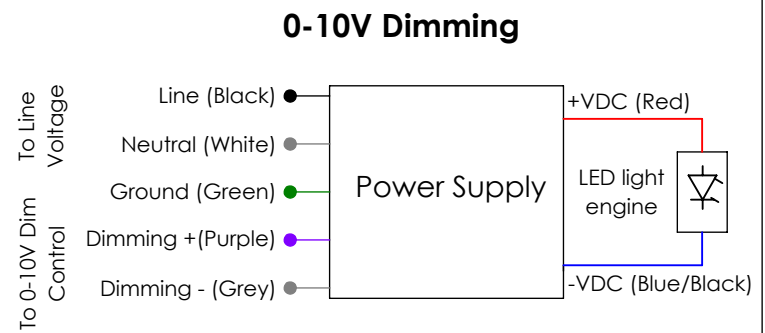 0-10V Dimming
To Line
Voltage
To 0-10V Dim
Control
Line (Black)
Neutral (White)
Ground (Green)
Dimming +(Purple)
Dimming - (Grey)
Power Supply
+VDC (Red)
LED light
engine
-VDC (Blue/Black)